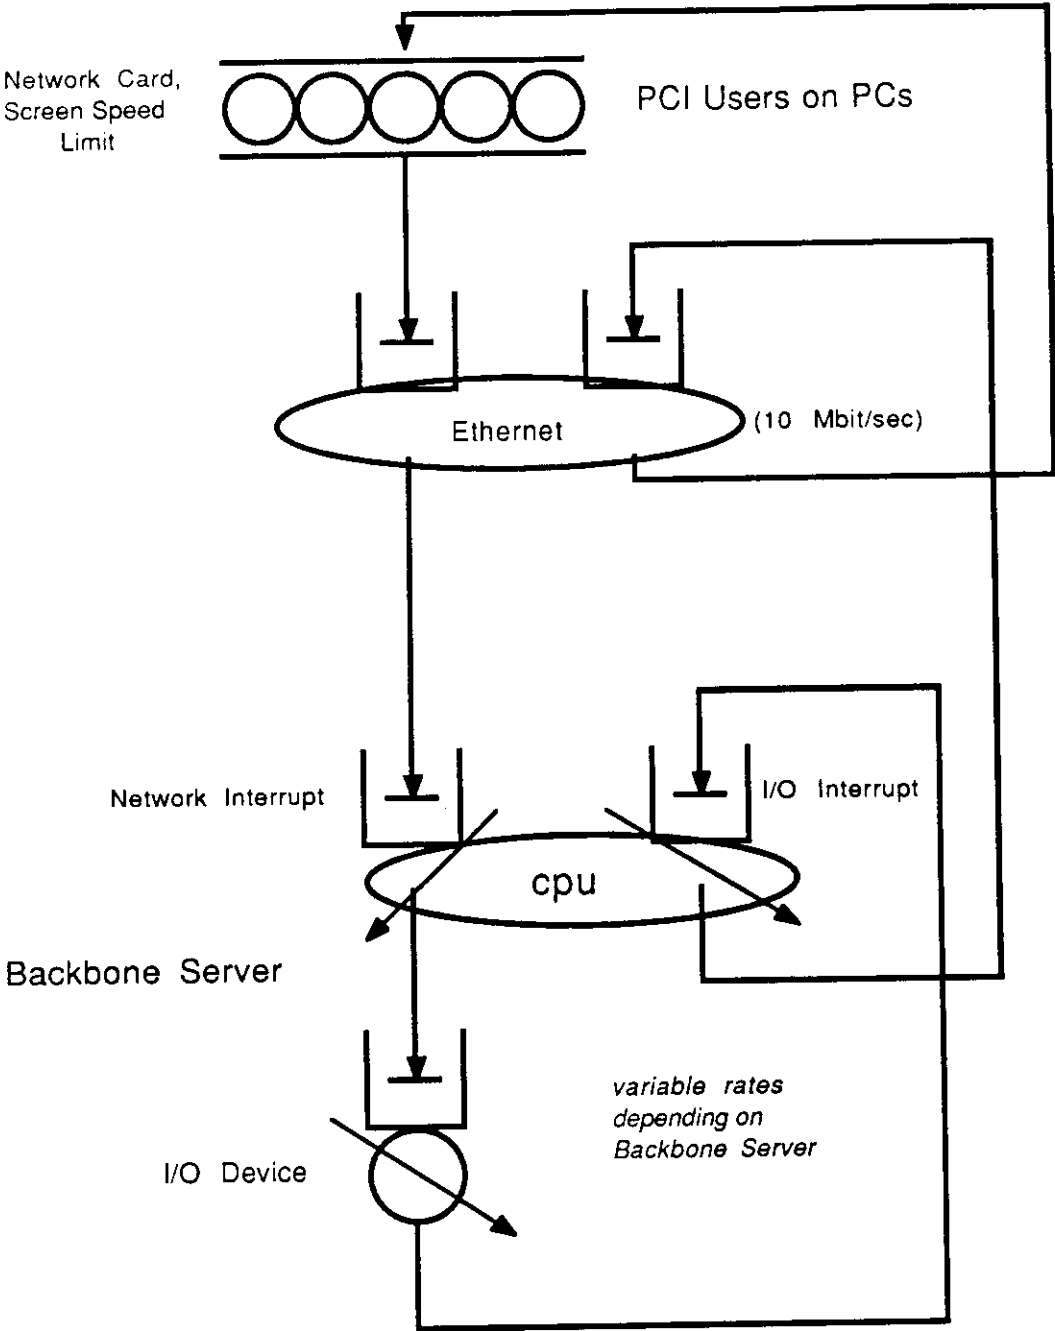 Network Card,
Screen Speed
Limit
PCI Users on PCs
Ethernet
(10 Mbit/sec)
Network Interrupt
I/O Interrupt
cpu
Backbone Server
variable rates
depending on
Backbone Server
I/O Device